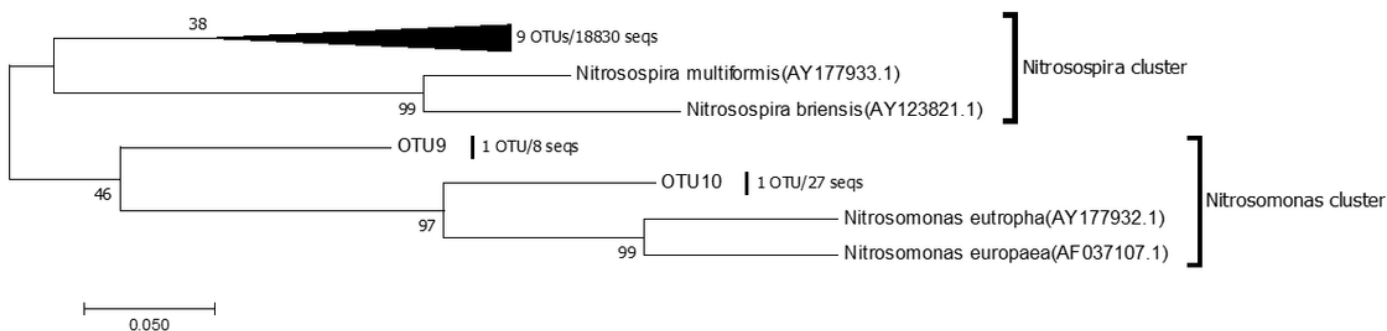 38
9 OTUs/18830 seqs
Nitrosospira multiformis(AY177933.1)
Nitrosospira cluster
99
Nitrosospira briensis(AY123821.1)
OTU9
1 OTU/8 seqs
46
OTU10
1 OTU/27 seqs
Nitrosomonas cluster
97
Nitrosomonas eutropha(AY177932.1)
99
Nitrosomonas europaea(AF037107.1)
0.050